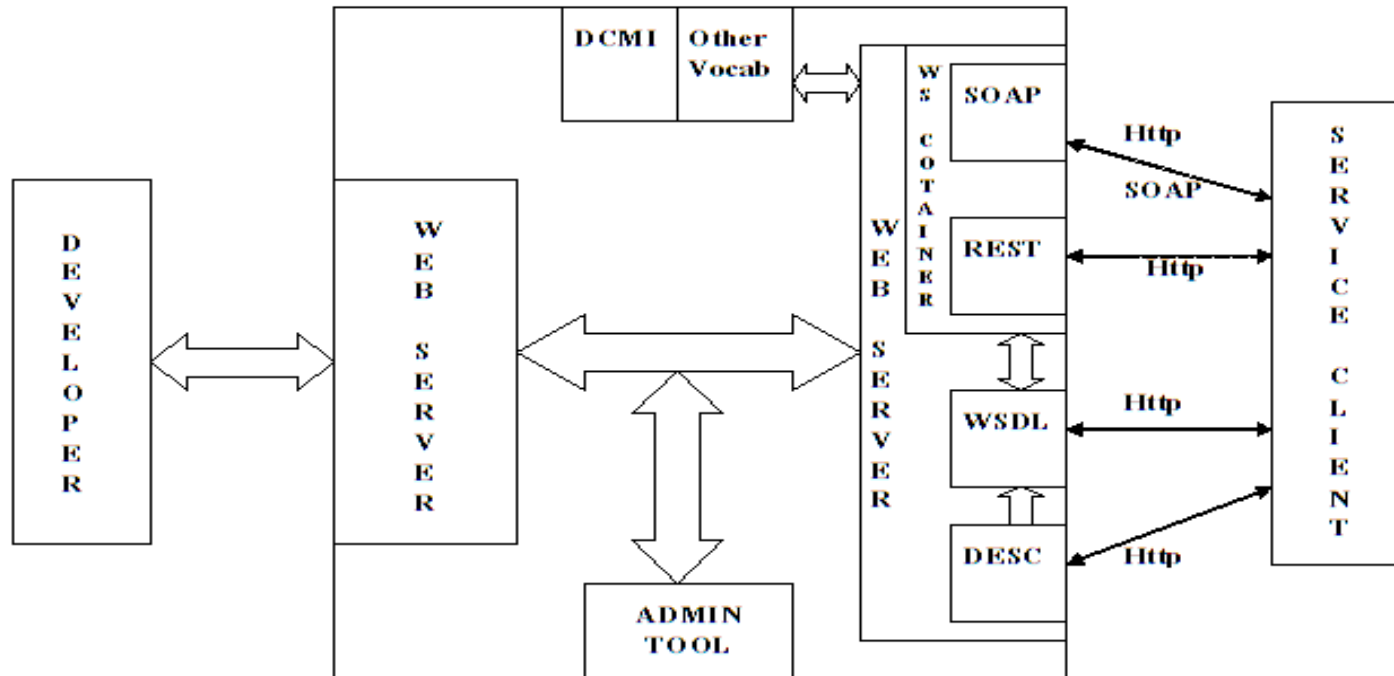 DCMI
Other
Vocab
DEVELOPER
WEB SERVER
ADMIN
TOOL
WEB SERVER
WS COTAINER
SOAP
REST
WSDL
DESC
Http
SOAP
Http
Http
Http
SERVICE CLIENT